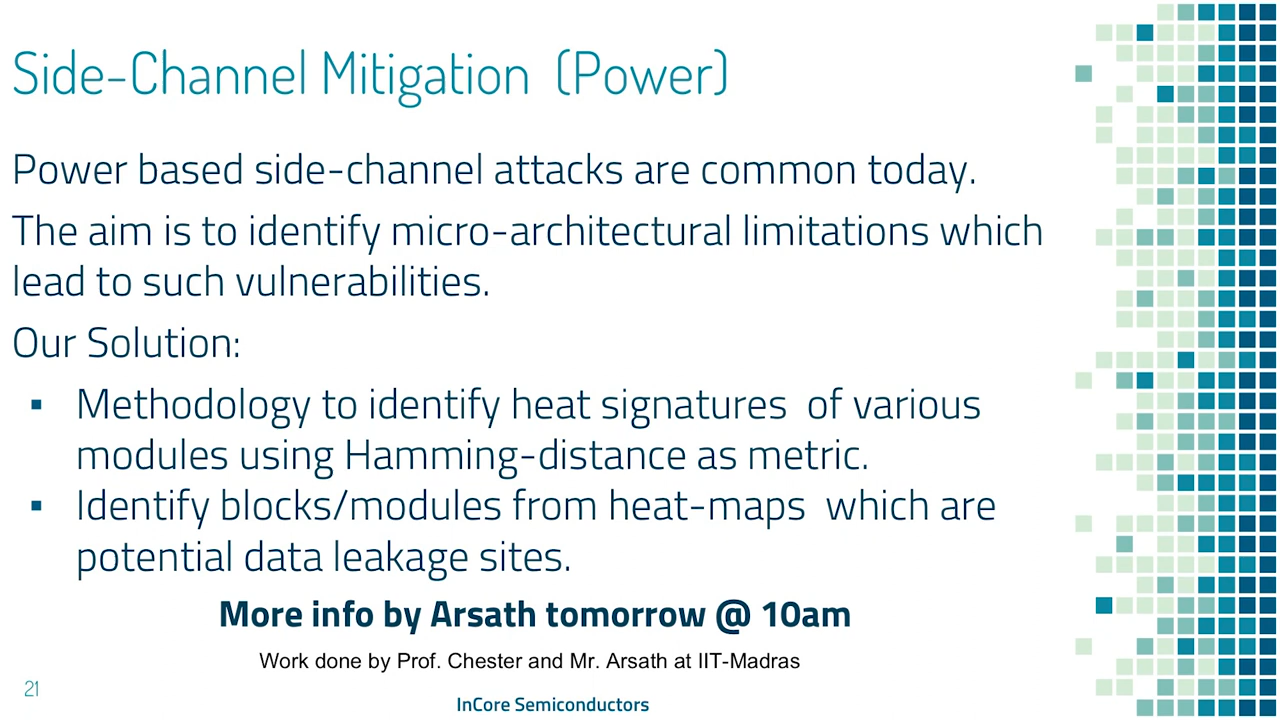 Side-Channel Mitigation (Power)
Power based side-channel attacks are common today.
The aim is to identify micro-architectural limitations which
lead to such vulnerabilities.
Our Solution:
▪ Methodology to identify heat signatures of various
modules using Hamming-distance as metric.
▪ Identify blocks/modules from heat-maps which are
potential data leakage sites.
More info by Arsath tomorrow @ 10am
Work done by Prof. Chester and Mr. Arsath at IIT-Madras
21
InCore Semiconductors